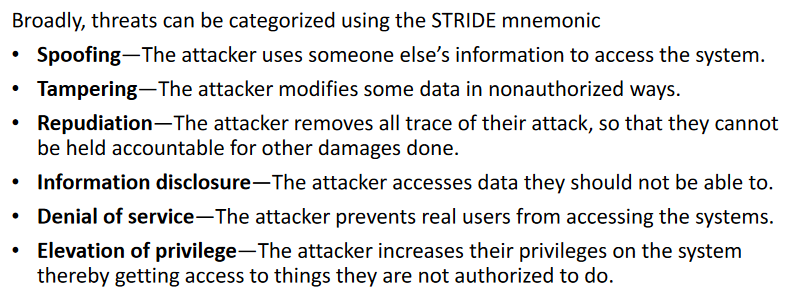 Broadly, threats can be categorized using the STRIDE mnemonic
• Spoofing—The attacker uses someone else’s information to access the system.
• Tampering—The attacker modifies some data in nonauthorized ways.
• Repudiation—The attacker removes all trace of their attack, so that they cannot
be held accountable for other damages done.
• Information disclosure—The attacker accesses data they should not be able to.
• Denial of service—The attacker prevents real users from accessing the systems.
• Elevation of privilege—The attacker increases their privileges on the system
thereby getting access to things they are not authorized to do.